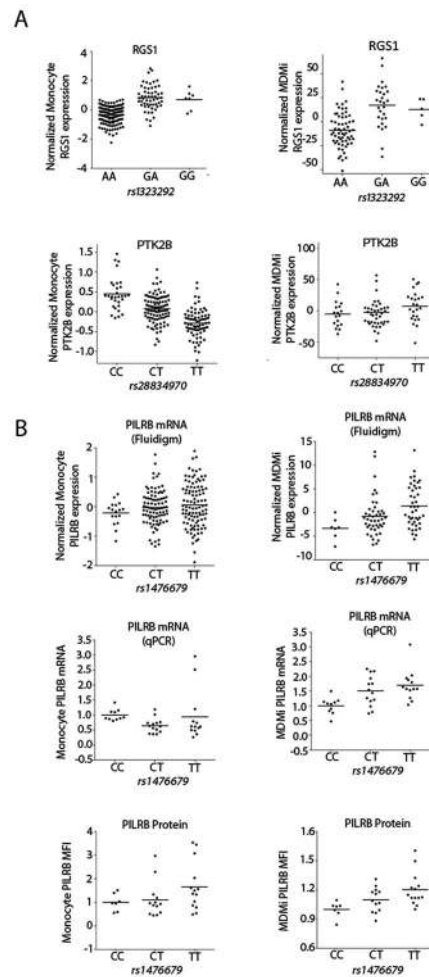 A
RGS1
Normalized Monocyte
RGS1 expression
4
2
0
-2
-4
AA
GA
GG
rs1323292
RGS1
Normalized MDMi
RGS1 expression
50
25
0
-25
-50
AA
GA
GG
rs1323292
PTK2B
Normalized Monocyte
PTK2B expression
1.5
1.0
0.5
0.0
-0.5
-1.0
CC
CT
TT
rs28834970
PTK2B
Normalized MDMi
PTK2B expression
100
50
0
-50
CC
CT
TT
rs28834970
B
PILRB mRNA
(Fluidigm)
Normalized Monocyte
PILRB expression
2
1
0
-1
-2
CC
CT
TT
rs1476679
PILRB mRNA
(Fluidigm)
Normalized MDMi
PILRB expression
15
10
5
0
-5
-10
CC
CT
TT
rs1476679
PILRB mRNA
(qPCR)
Monocyte PILRB mRNA
3.5
3.0
2.5
2.0
1.5
1.0
0.5
0.0
0.5
CC
CT
TT
rs1476679
PILRB mRNA
(qPCR)
MDMi PILRB mRNA
3.5
3.0
2.5
2.0
1.5
1.0
0.5
0.0
-0.5
CC
CT
TT
rs1476679
PILRB Protein
Monocyte PILRB MFI
4
3
2
1
0
-1
CC
CT
TT
rs1476679
PILRB Protein
MDMi PILRB MFI
1.6
1.2
0.9
0.6
CC
CT
TT
rs1476679